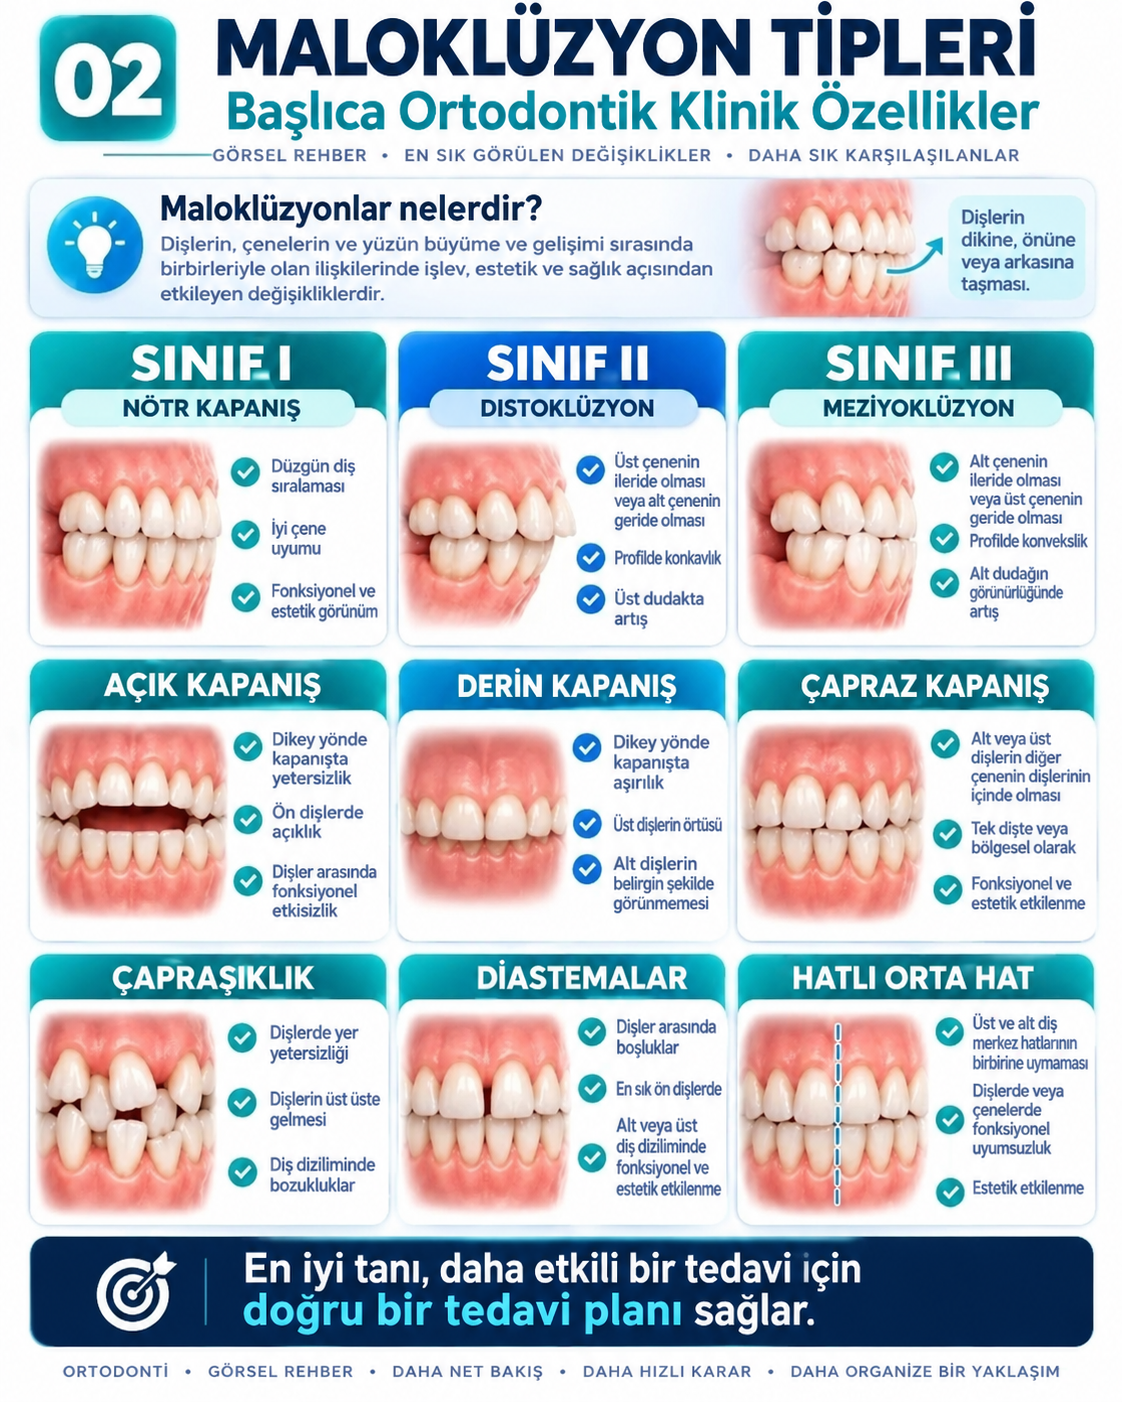 02
MALOKLÜZYON TİPLERİ
Başlıca Ortodontik Klinik Özellikler
GÖRSEL REHBER • EN SIK GÖRÜLEN DEĞİŞİKLİKLER • DAHA SIK KARŞILAŞILANLAR
Maloklüzyonlar nelerdir?
Dişlerin, çenelerin ve yüzün büyüme ve gelişimi sırasında
birbirleriyle olan ilişkilerinde işlev, estetik ve sağlık açısından
etkileyen değişikliklerdir.
Dişlerin
dikine, önüne
veya arkasına
taşması.
SINIF I
NÖTR KAPANIŞ
Düzgün diş
sıralaması
İyi çene
uyumu
Fonksiyonel ve
estetik görünüm
SINIF II
DISTOKLÜZYON
Üst çenenin
ileride olması
veya alt çenenin
geride olması
Profilde konkavlık
Üst dudakta
artış
SINIF III
MEZİYOKLÜZYON
Alt çenenin
ileride olması
veya üst çenenin
geride olması
Profilde konvekslik
Alt dudağın
görünürlüğünde
artış
AÇIK KAPANIŞ
Dikey yönde
kapanışta
yetersizlik
Ön dişlerde
açıklık
Dişler arasında
fonksiyonel
etkisizlik
DERİN KAPANIŞ
Dikey yönde
kapanışta
aşırılık
Üst dişlerin örtüsü
Alt dişlerin
belirgin şekilde
görünmemesi
ÇAPRAZ KAPANIŞ
Alt veya üst
dişlerin diğer
çenenin dişlerinin
içinde olması
Tek dişte veya
bölgesel olarak
Fonksiyonel ve
estetik etkilenme
ÇAPRAŞIKLIK
Dişlerde yer
yetersizliği
Dişlerin üst üste
gelmesi
Diş diziliminde
bozukluklar
DİASTEMALAR
Dişler arasında
boşluklar
En sık ön dişlerde
Alt veya üst
diş diziliminde
fonksiyonel ve
estetik etkilenme
HATLI ORTA HAT
Üst ve alt diş
merkez hatlarının
birbirine uymaması
Dişlerde veya
çenelerde
fonksiyonel
uyumsuzluk
Estetik etkilenme
En iyi tanı, daha etkili bir tedavi için
doğru bir tedavi planı sağlar.
ORTODONTİ • GÖRSEL REHBER • DAHA NET BAKIŞ • DAHA HIZLI KARAR • DAHA ORGANİZE BİR YAKLAŞIM